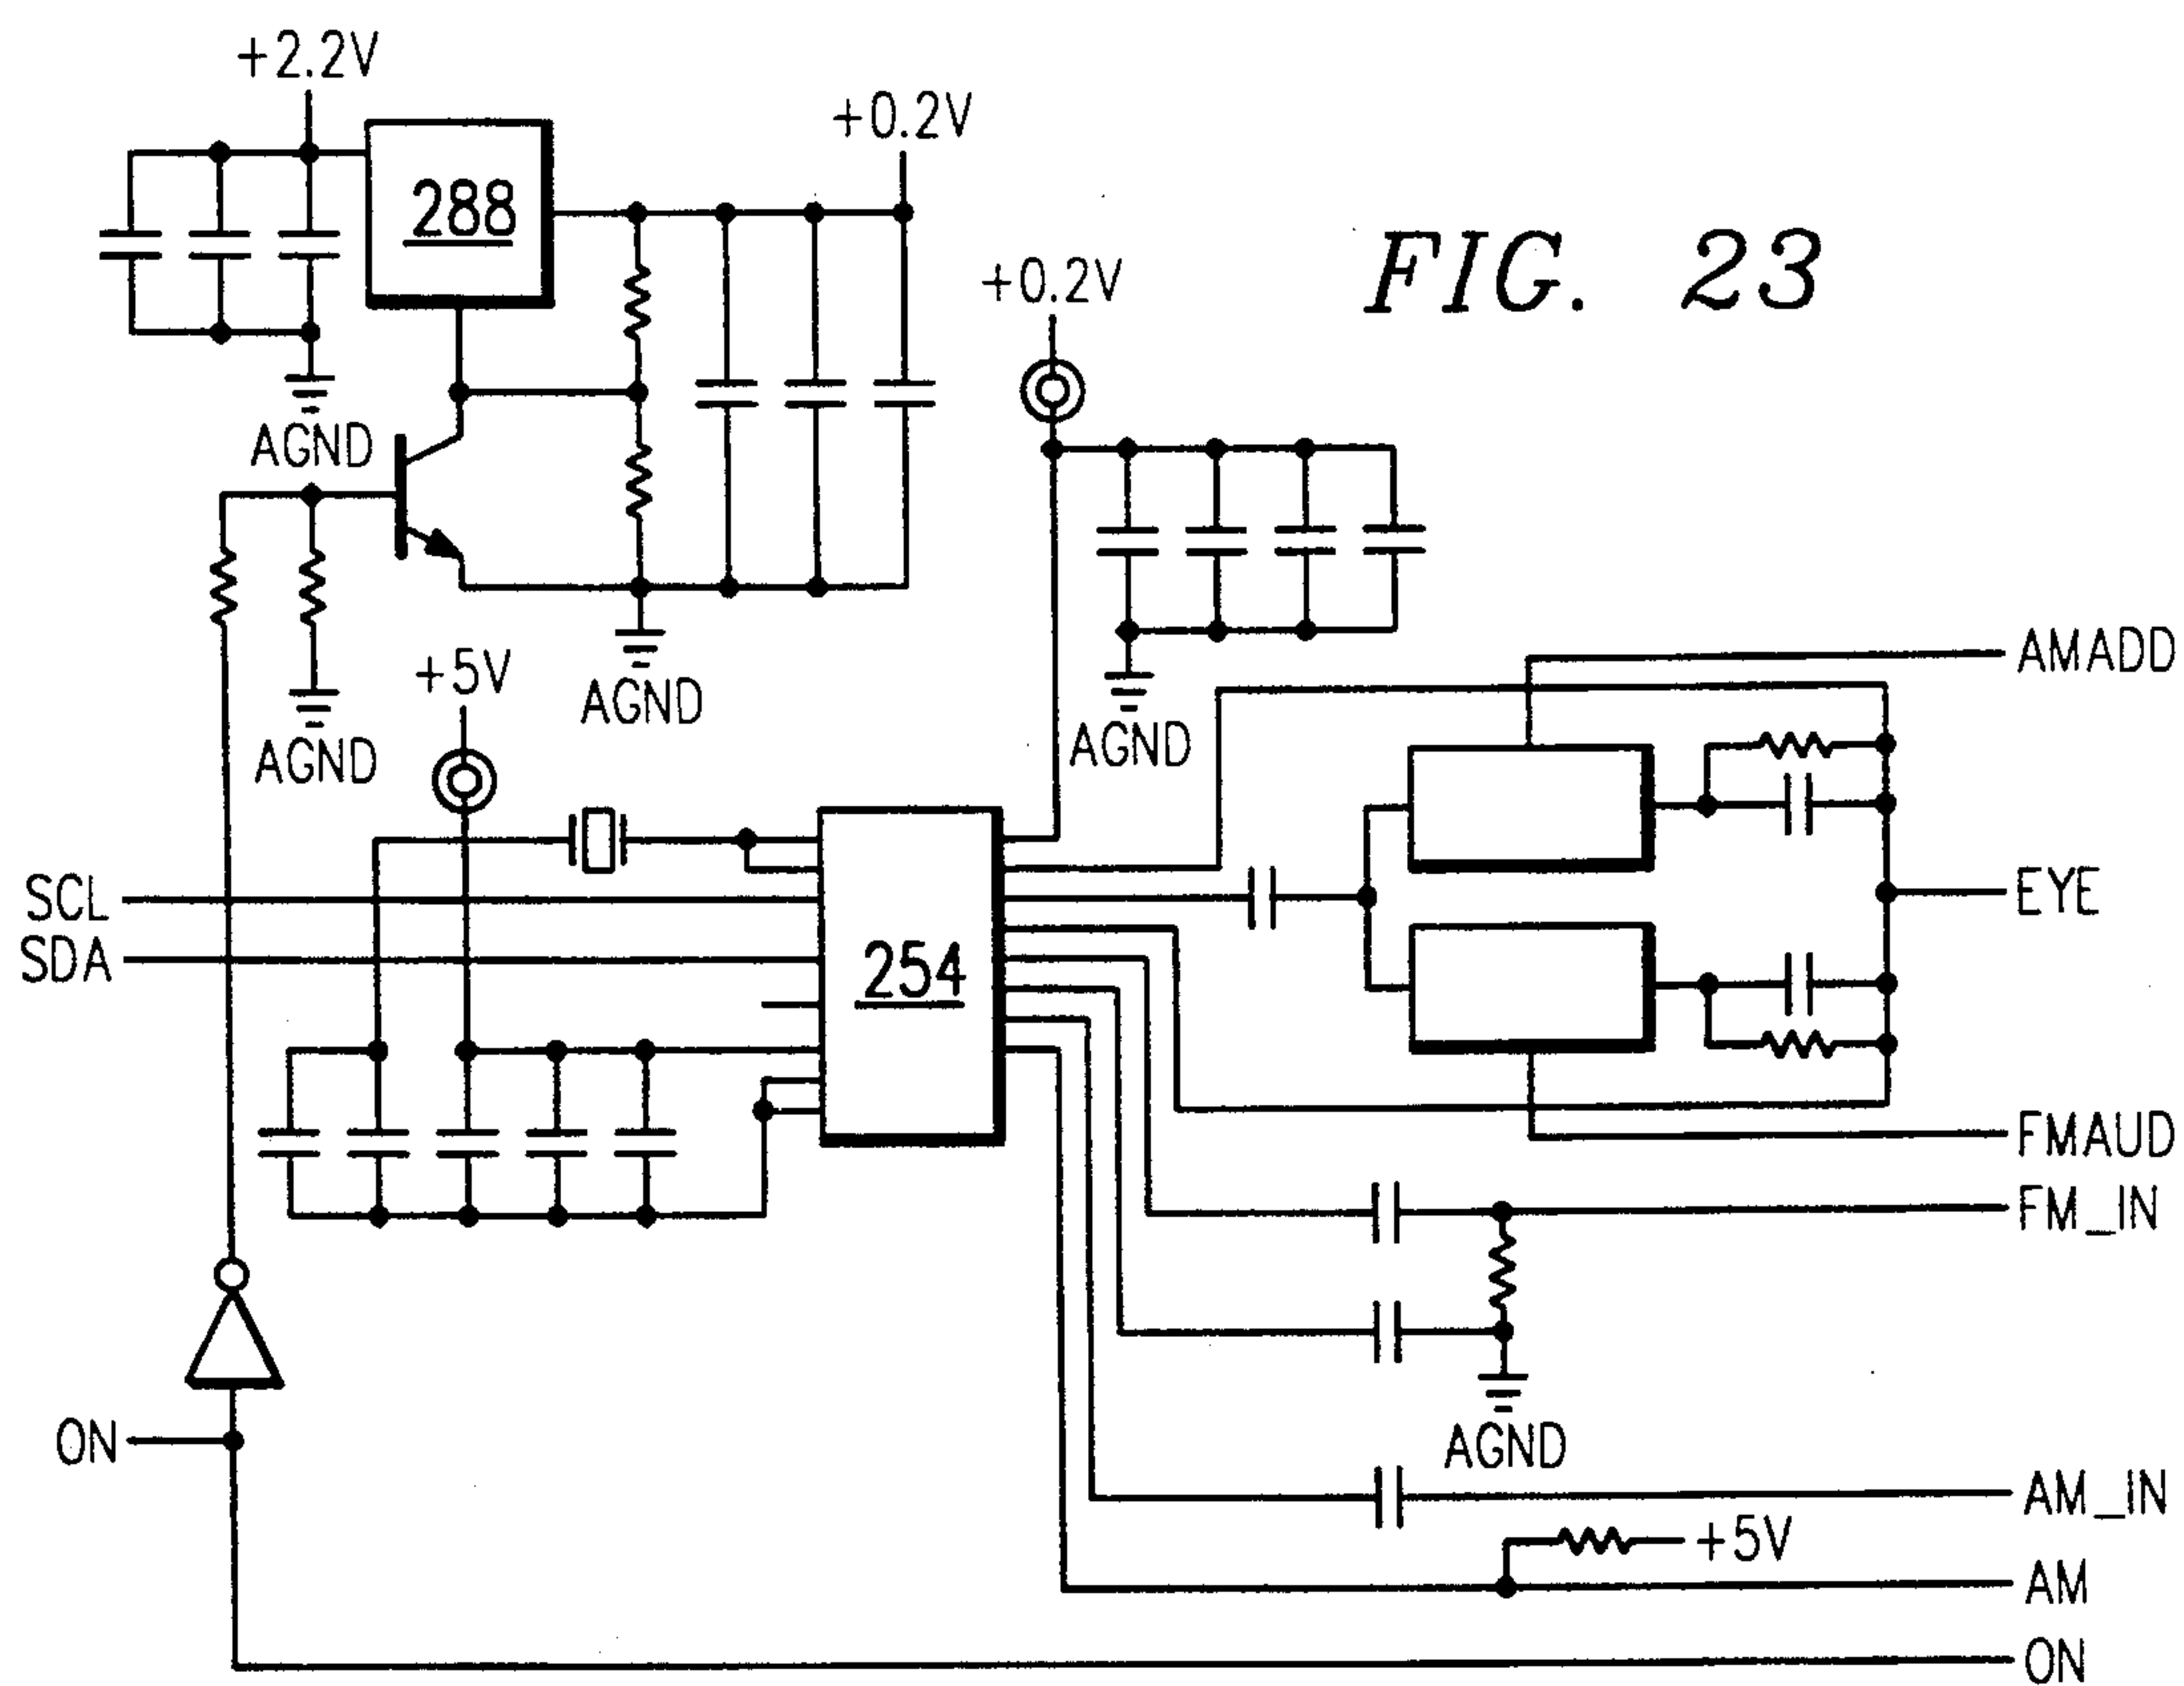 +2.2V
+0.2V
288
FIG. 23
+0.2V
AGND
AMADD
+5V
AGND
AGND
AGND
SCL
EYE
SDA
254
FMAUD
FM_IN
ON
AGND
AM_IN
+5V
AM
ON